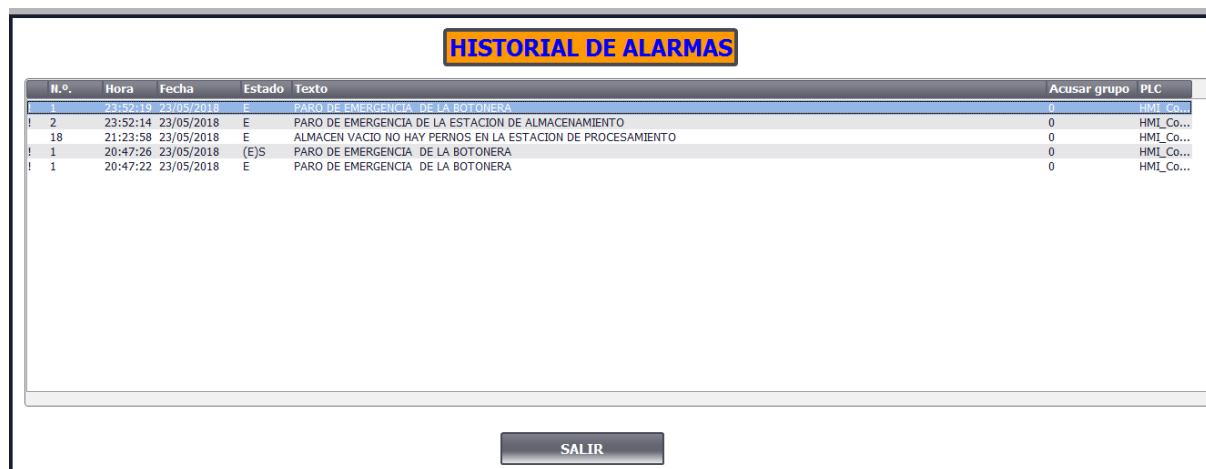 HISTORIAL DE ALARMAS
N.º. Hora Fecha Estado Texto Acusar grupo PLC
! 1 23:52:19 23/05/2018 E PARO DE EMERGENCIA DE LA BOTONERA 0 HMI_Co...
! 2 23:52:14 23/05/2018 E PARO DE EMERGENCIA DE LA ESTACION DE ALMACENAMIENTO 0 HMI_Co...
18 21:23:58 23/05/2018 E ALMACEN VACIO NO HAY PERNOS EN LA ESTACION DE PROCESAMIENTO 0 HMI_Co...
! 1 20:47:26 23/05/2018 (E)S PARO DE EMERGENCIA DE LA BOTONERA 0 HMI_Co...
! 1 20:47:22 23/05/2018 E PARO DE EMERGENCIA DE LA BOTONERA 0 HMI_Co...
SALIR